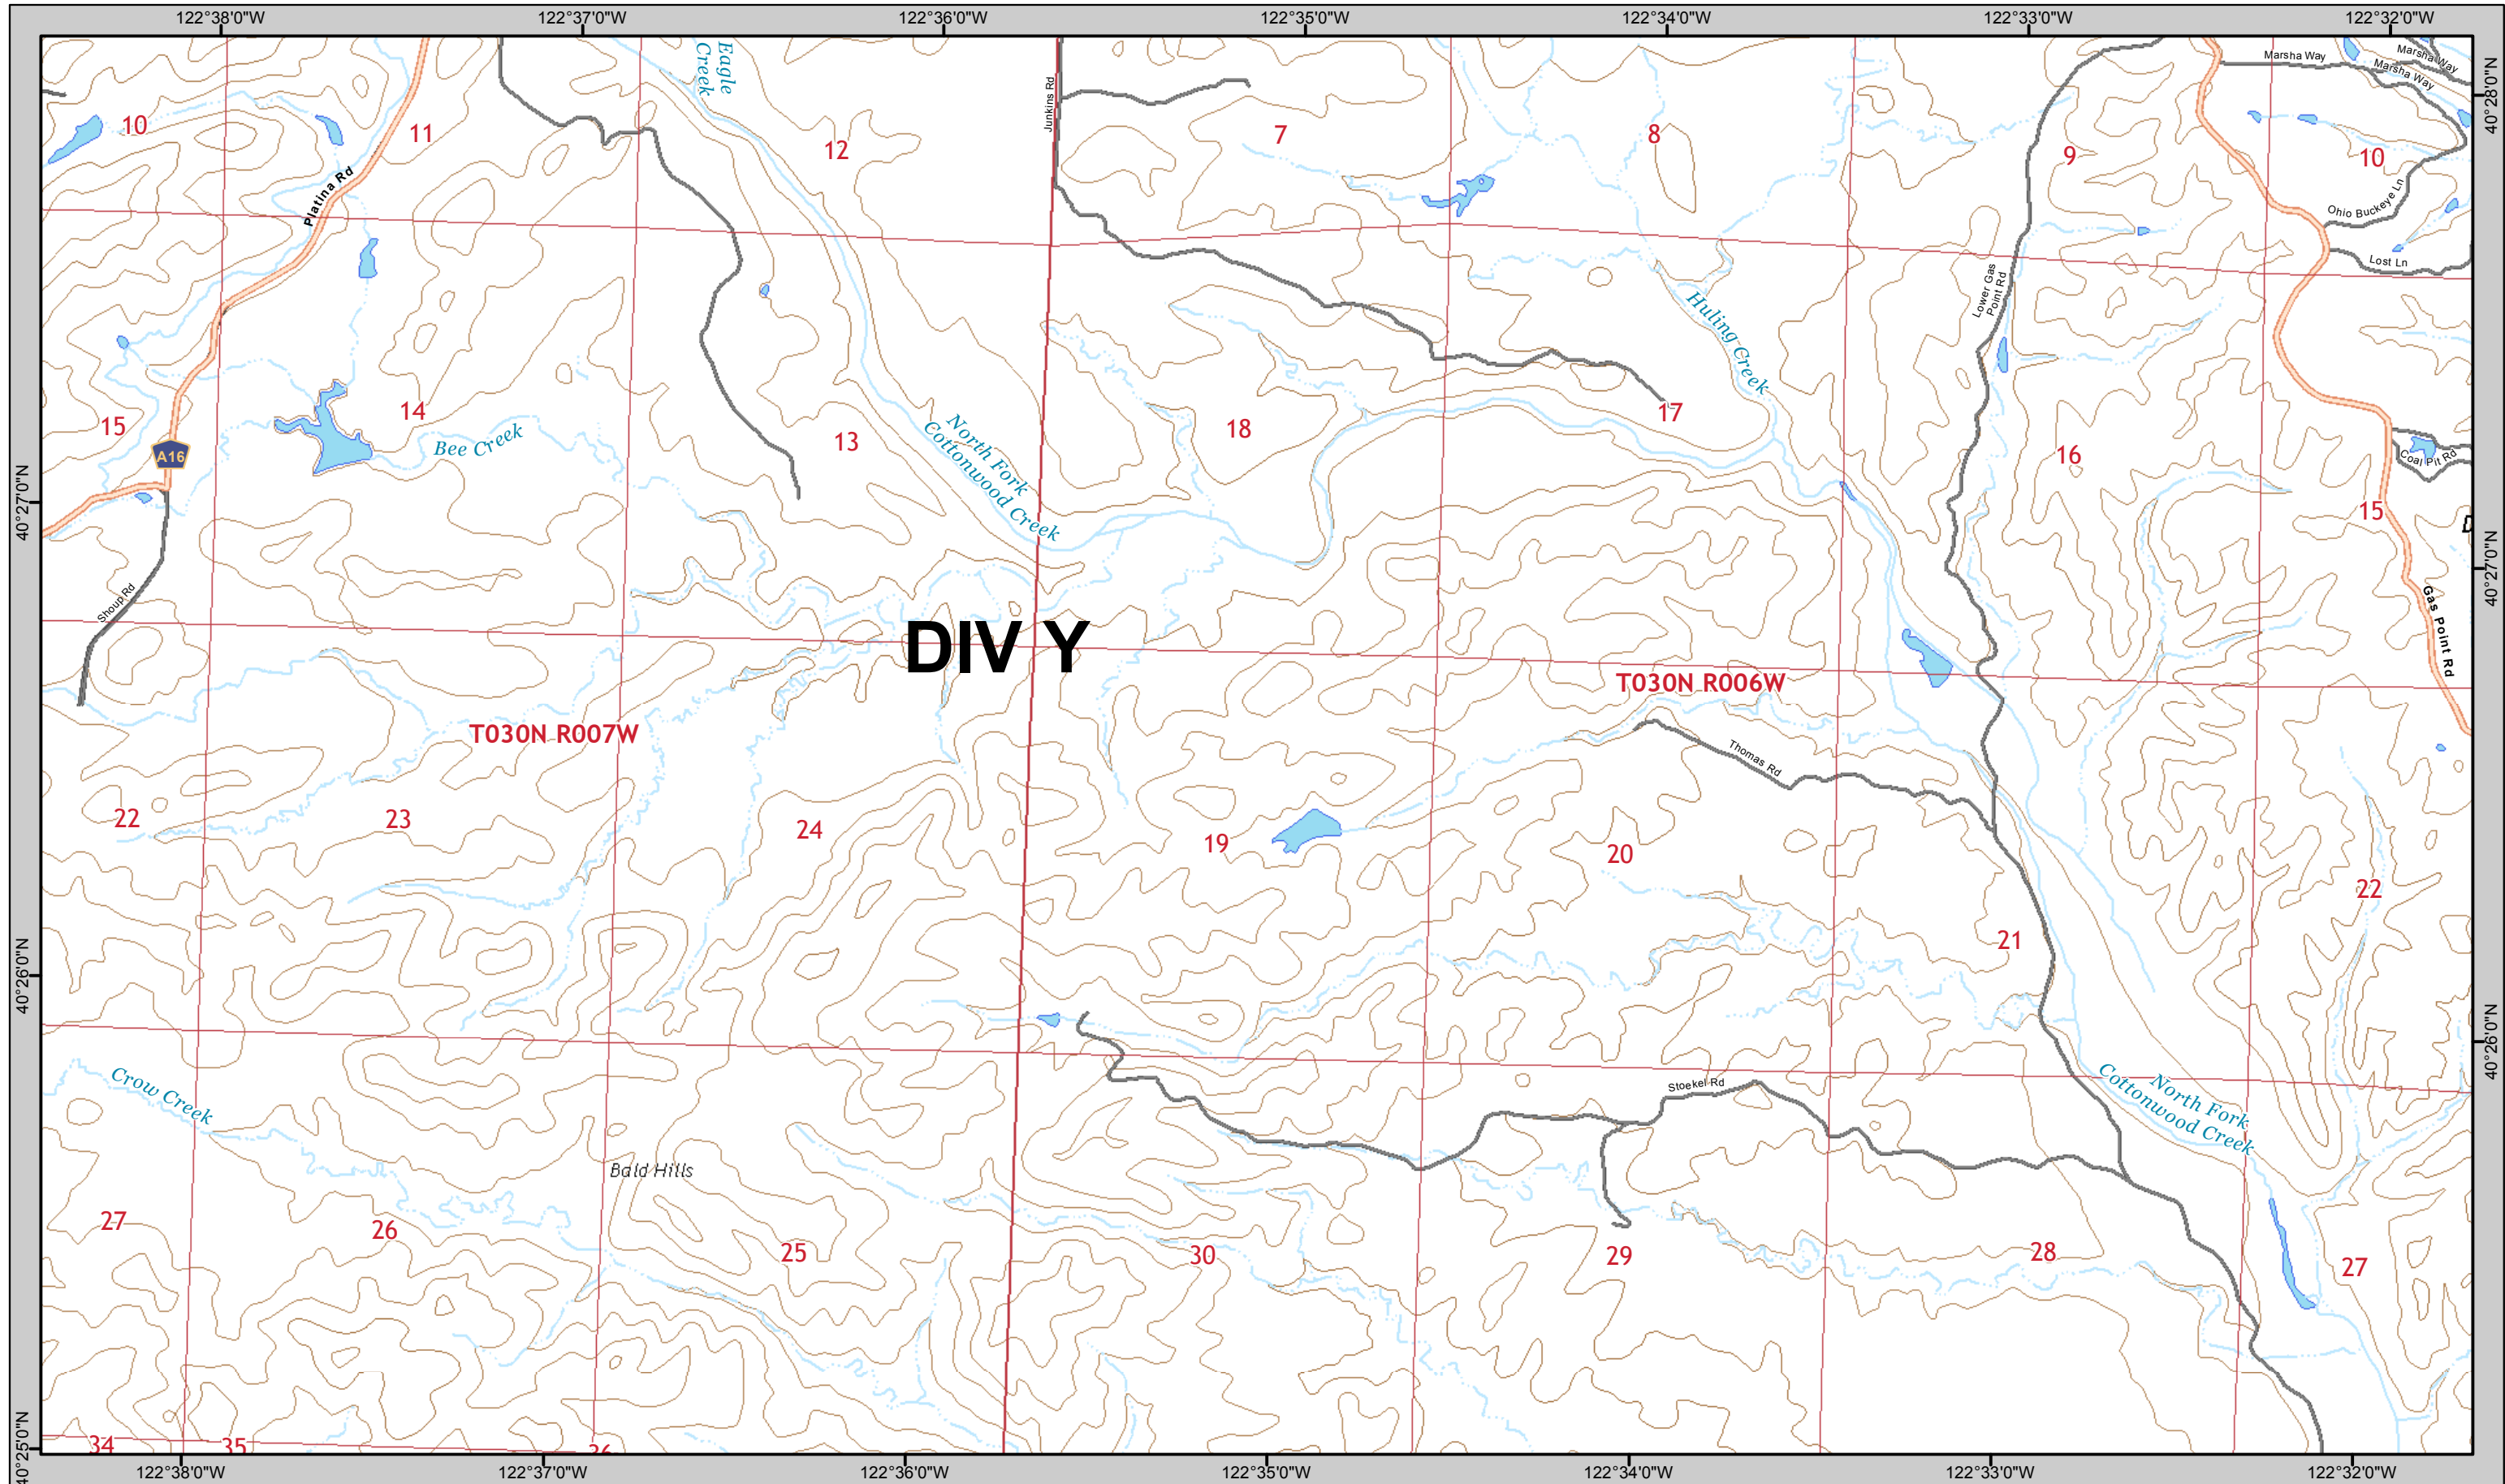 122°38'0"W
122°37'0"W
122°36'0"W
122°35'0"W
122°34'0"W
122°33'0"W
122°32'0"W
40°28'0"N
Eagle
Creek
Junkins Rd
Marsha Way
Marsha Way
Marsha Way
10
11
12
7
8
9
10
Platina Rd
Ohio Buckeye Ln
Lost Ln
Lower Gas
Point Rd
Huling Creek
15
14
13
18
17
16
15
A16
Bee Creek
North Fork
Cottonwood Creek
Coal Pit Rd
40°27'0"N
40°27'0"N
Shoup Rd
Gas Point Rd
DIV Y
T030N R007W
T030N R006W
Thomas Rd
22
23
24
19
20
21
22
40°26'0"N
40°26'0"N
Crow Creek
Stoekel Rd
North Fork
Cottonwood Creek
Bald Hills
27
26
25
30
29
28
27
34
35
36
40°25'0"N
122°38'0"W
122°37'0"W
122°36'0"W
122°35'0"W
122°34'0"W
122°33'0"W
122°32'0"W